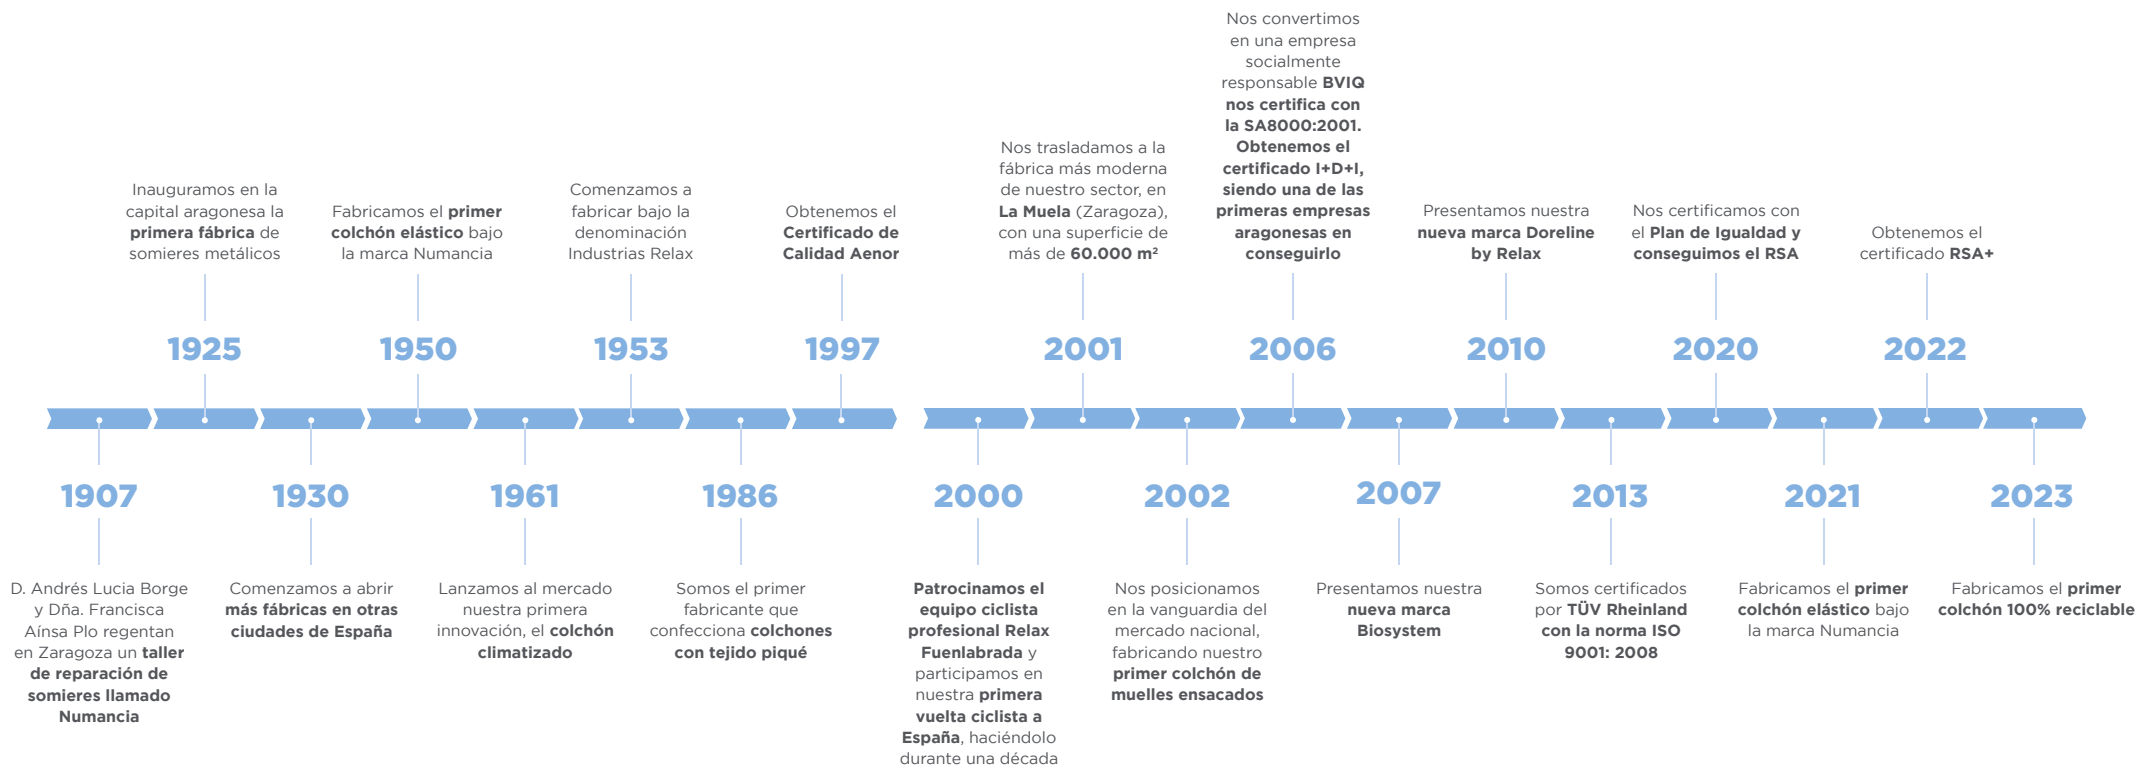 Inauguramos en la
capital aragonesa la
primera fábrica de
somieres metálicos
1925
Fabricamos el primer
colchón elástico bajo
la marca Numancia
1950
Comenzamos a
fabricar bajo la
denominación
Industrias Relax
1953
Obtenemos el
Certificado de
Calidad Aenor
1997
Nos trasladamos a la
fábrica más moderna
de nuestro sector, en
La Muela (Zaragoza),
con una superficie de
más de 60.000 m²
2001
Nos convertimos
en una empresa
socialmente
responsable BVIQ
nos certifica con
la SA8000:2001.
Obtenemos el
certificado I+D+I,
siendo una de las
primeras empresas
aragonesas en
conseguirlo
2006
Presentamos nuestra
nueva marca Doreline
by Relax
2010
Nos certificamos con
el Plan de Igualdad y
conseguimos el RSA
2020
Obtenemos el
certificado RSA+
2022
1907
D. Andrés Lucia Borge
y Dña. Francisca
Aínsa Plo regentan
en Zaragoza un taller
de reparación de
somieres llamado
Numancia
1930
Comenzamos a abrir
más fábricas en otras
ciudades de España
1961
Lanzamos al mercado
nuestra primera
innovación, el colchón
climatizado
1986
Somos el primer
fabricante que
confecciona colchones
con tejido piqué
2000
Patrocinamos el
equipo ciclista
profesional Relax
Fuenlabrada y
participamos en
nuestra primera
vuelta ciclista a
España, haciéndolo
durante una década
2002
Nos posicionamos
en la vanguardia del
mercado nacional,
fabricando nuestro
primer colchón de
muelles ensacados
2007
Presentamos nuestra
nueva marca
Biosystem
2013
Somos certificados
por TÜV Rheinland
con la norma ISO
9001: 2008
2021
Fabricamos el primer
colchón elástico bajo
la marca Numancia
2023
Fabricamos el primer
colchón 100% reciclable